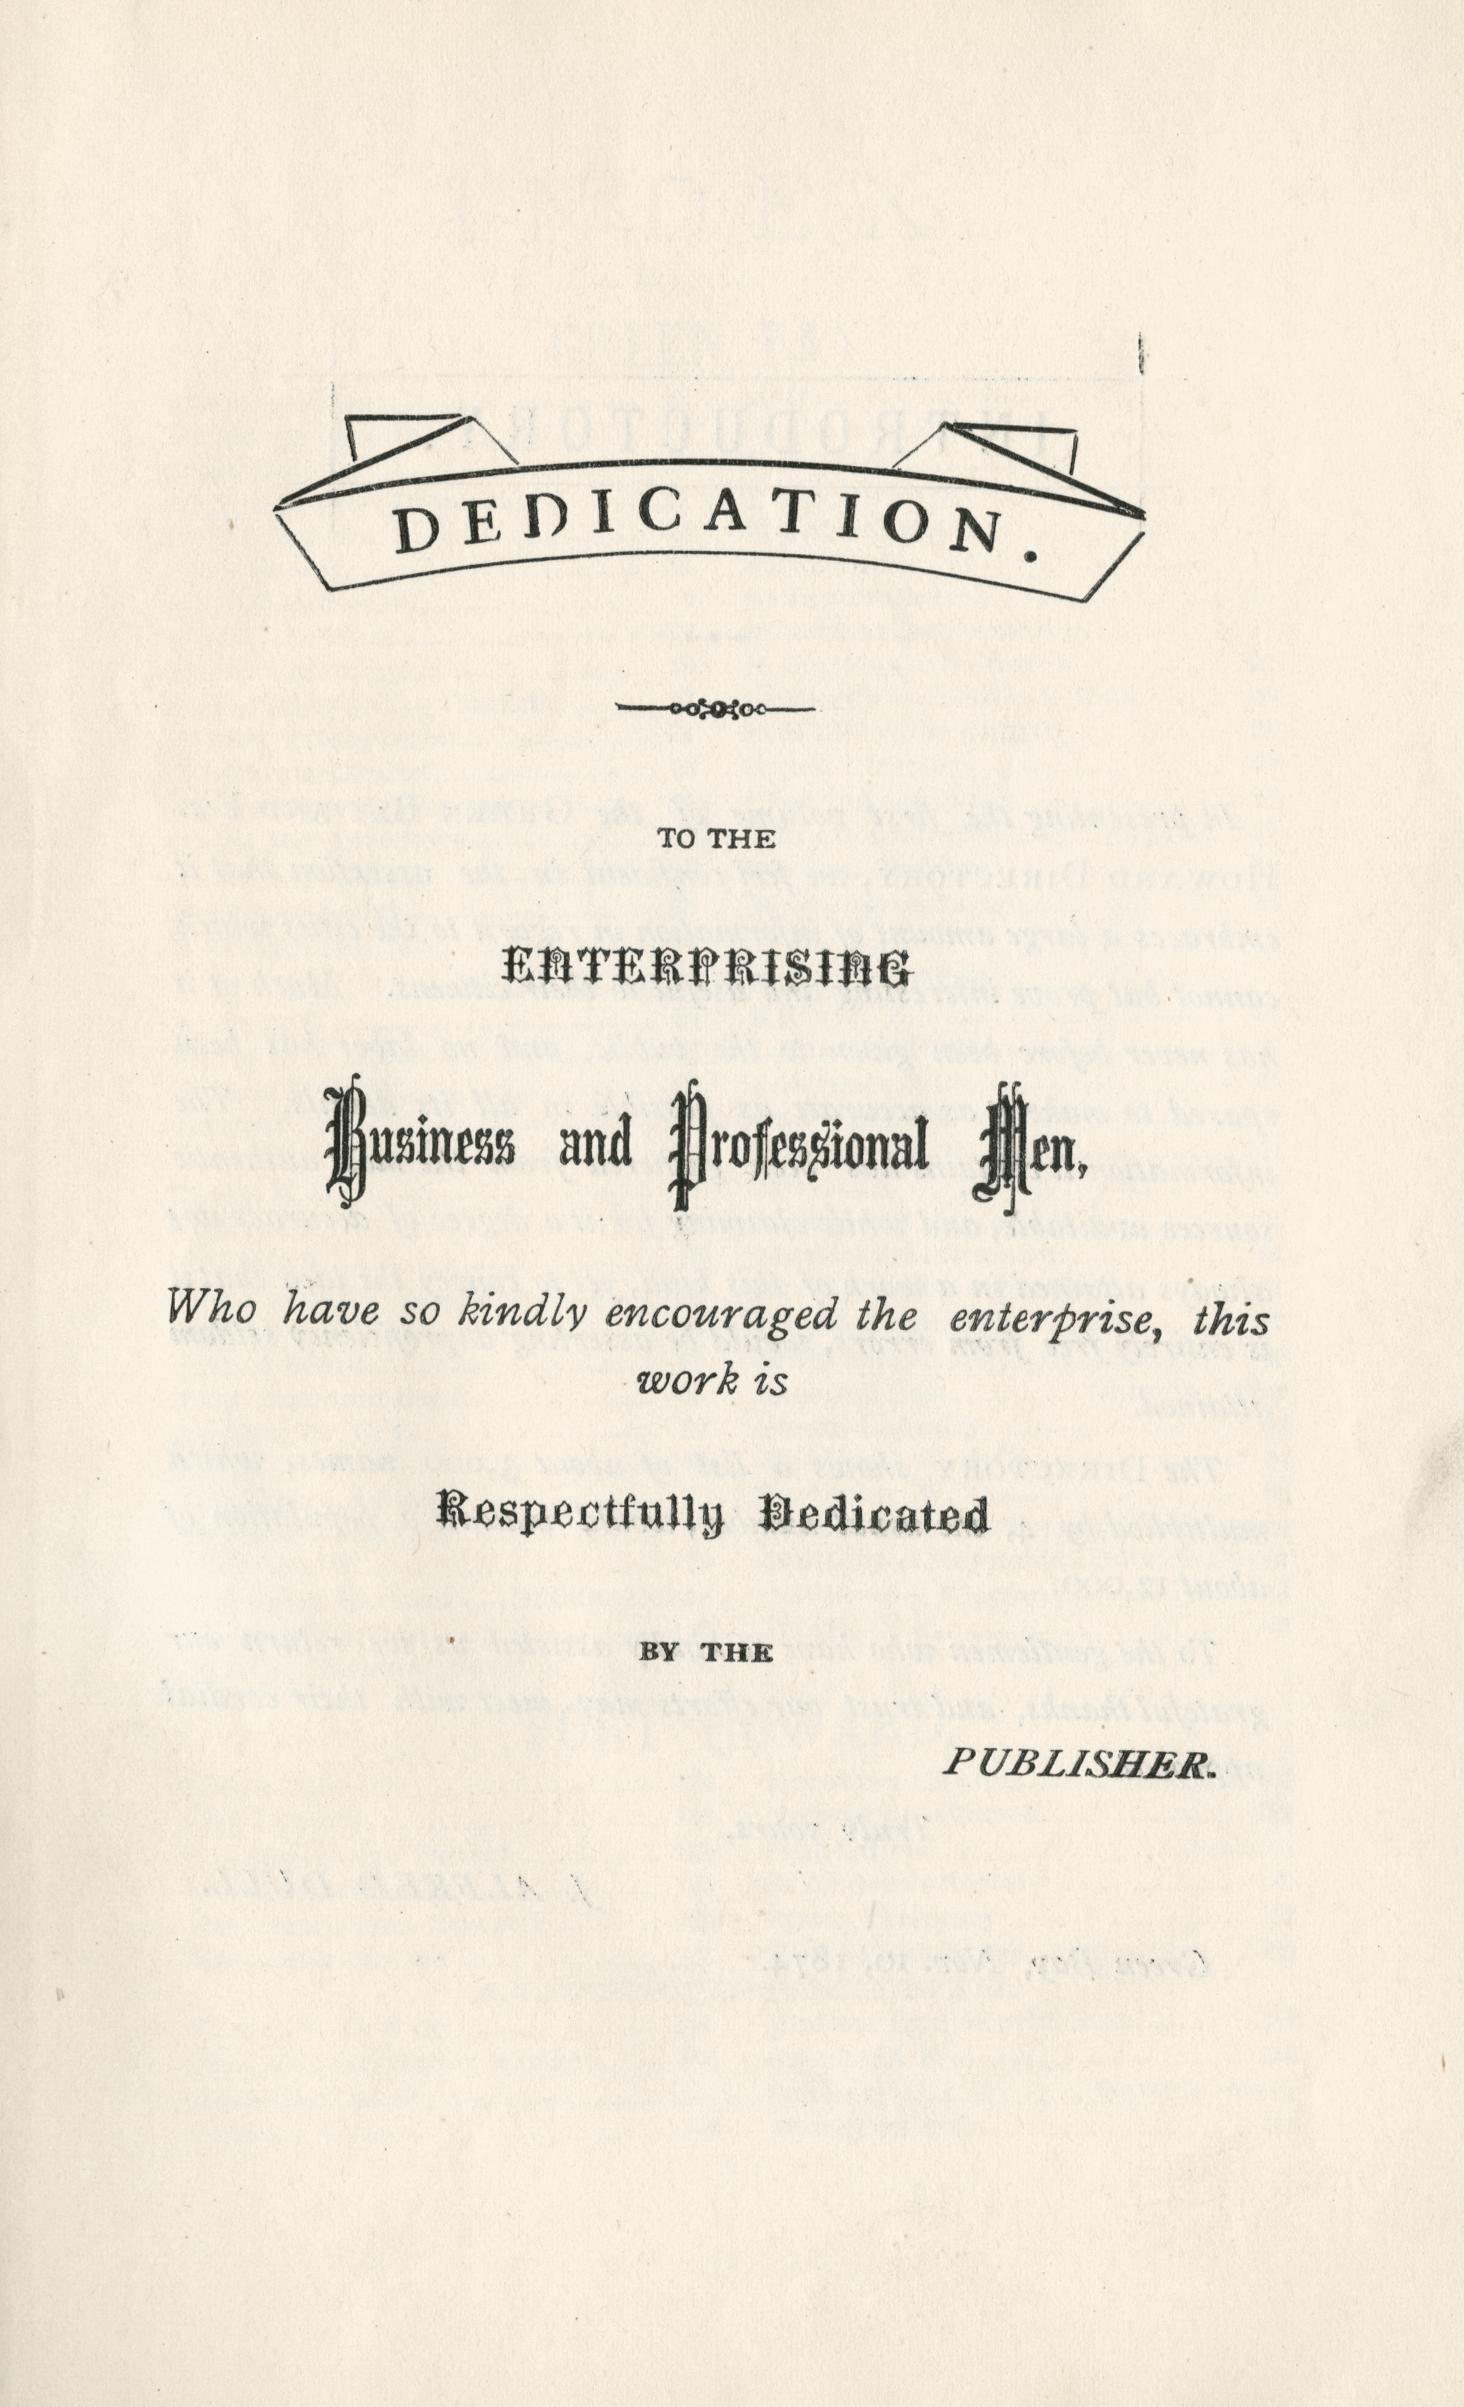 DEDICATION.
TO THE
ENTERPRISING
Business and Professional Men,
Who have so kindly encouraged the enterprise, this
work is
Respectfully Dedicated
BY THE
PUBLISHER.